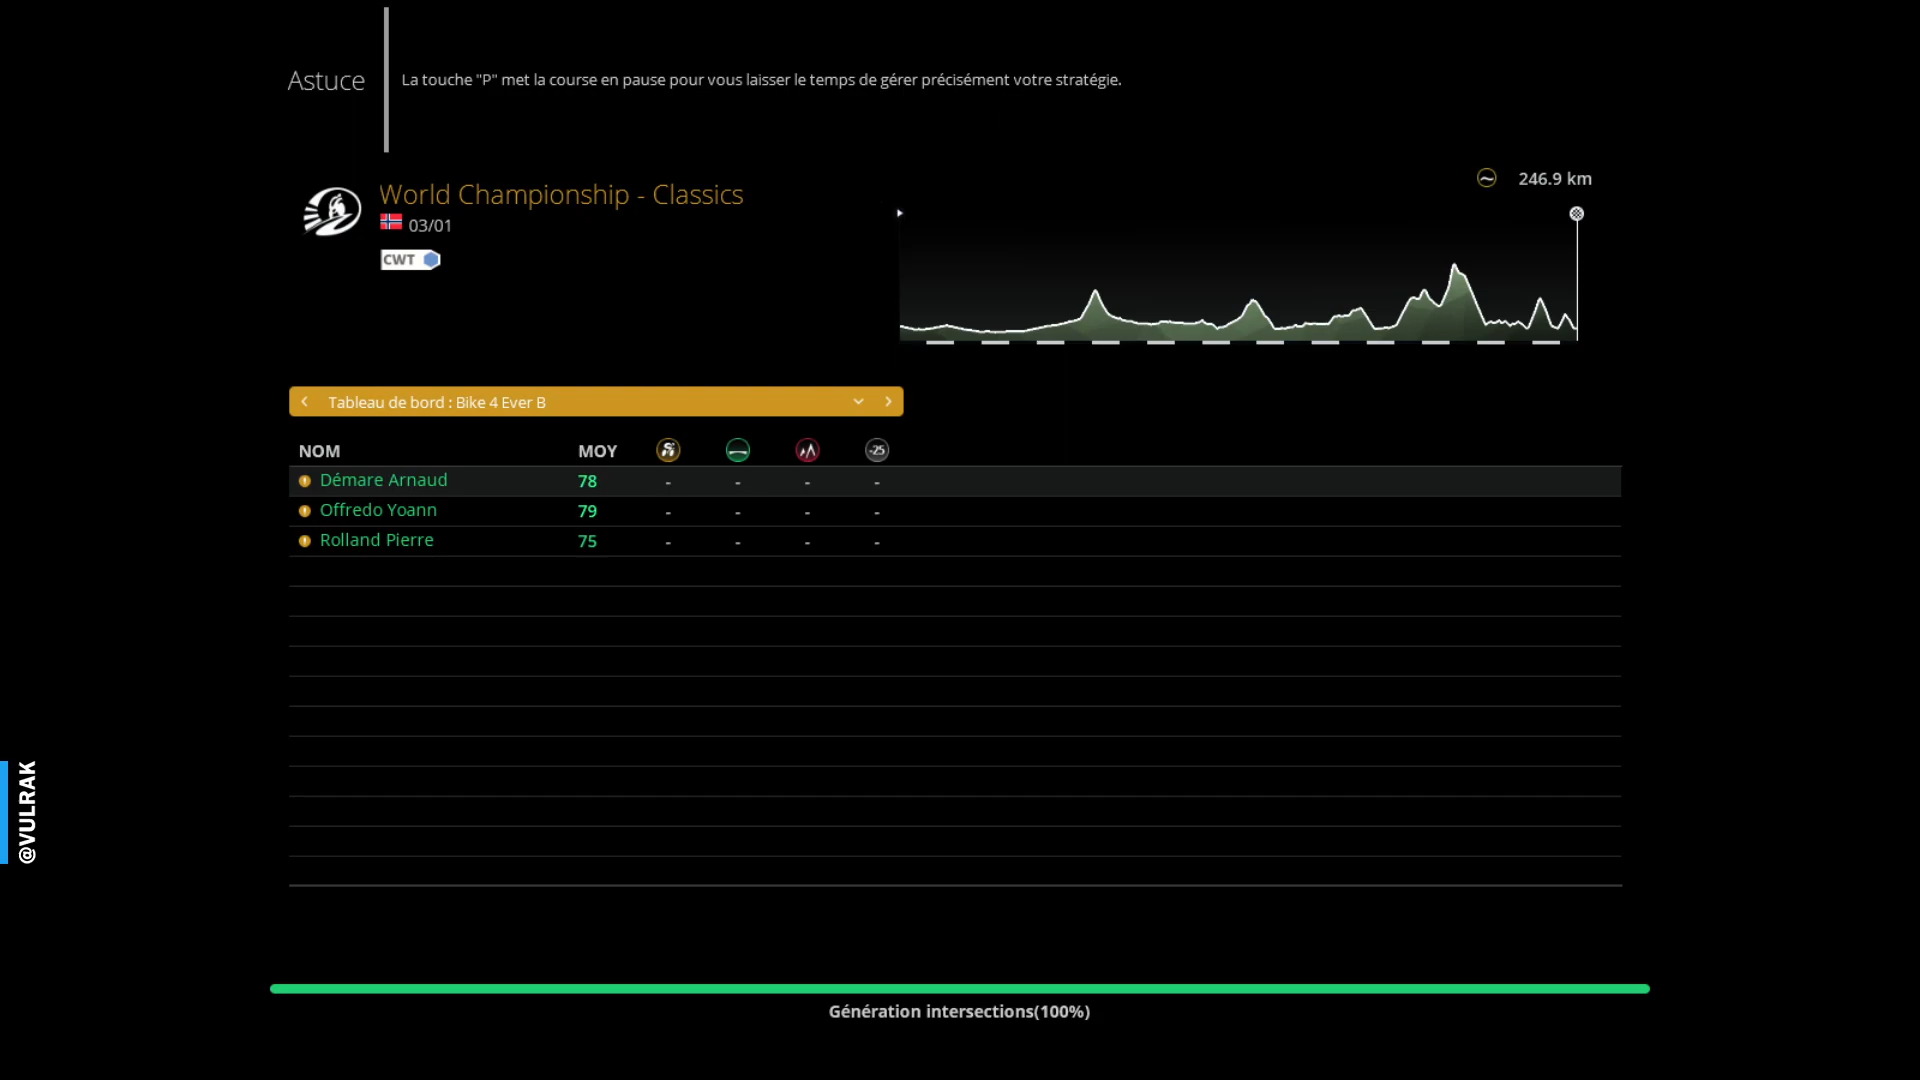 Astuce
La touche "P" met la course en pause pour vous laisser le temps de gérer précisément votre stratégie.
World Championship - Classics
03/01
CWT
246.9 km
Tableau de bord : Bike 4 Ever B
NOM MOY -25
Démare Arnaud 78 - - - -
Offredo Yoann 79 - - - -
Rolland Pierre 75 - - - -
@VULRAK
Génération intersections(100%)